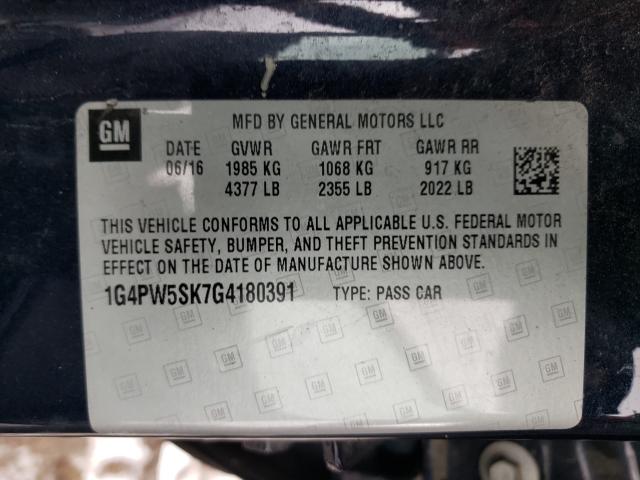 GM
MFD BY GENERAL MOTORS LLC
DATE GVWR GAWR FRT GAWR RR
06/16 1985 KG 1068 KG 917 KG
4377 LB 2355 LB 2022 LB
THIS VEHICLE CONFORMS TO ALL APPLICABLE U.S. FEDERAL MOTOR
VEHICLE SAFETY, BUMPER, AND THEFT PREVENTION STANDARDS IN
EFFECT ON THE DATE OF MANUFACTURE SHOWN ABOVE.
1G4PW5SK7G4180391 TYPE: PASS CAR